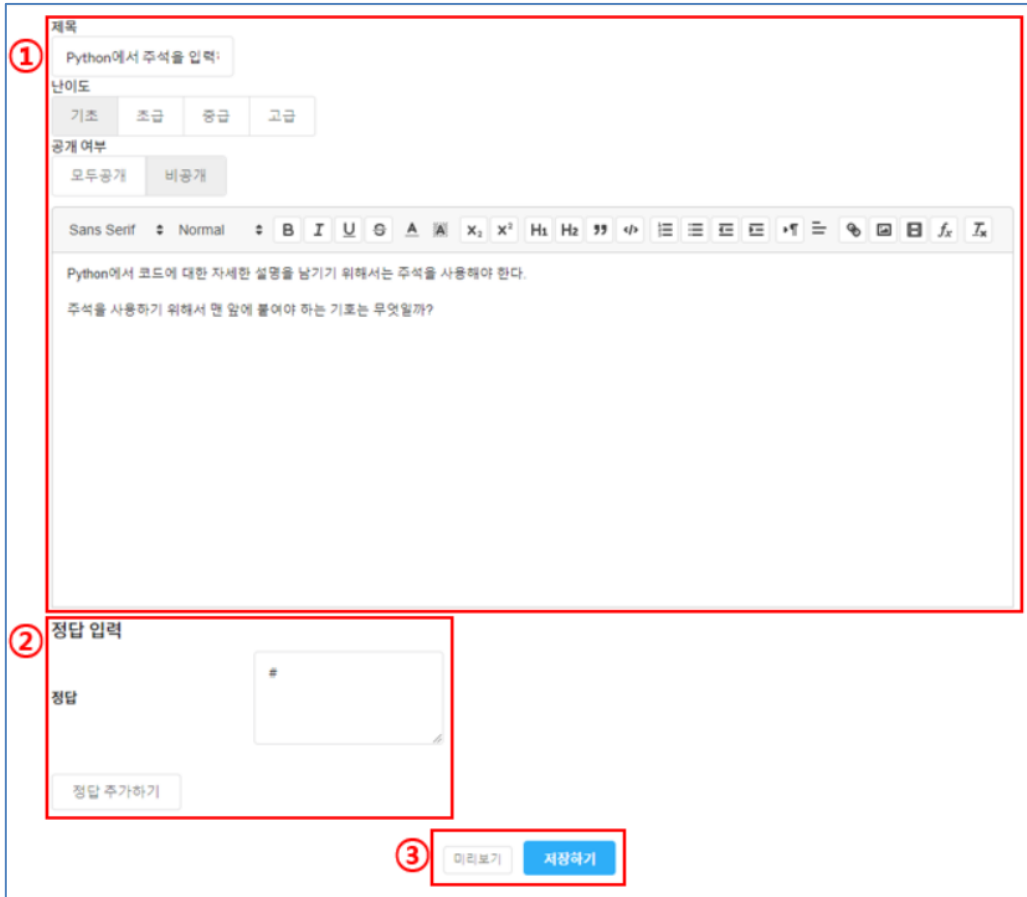 ①
제목
Python에서 주석을 입력
난이도
기초 초급 중급 고급
공개 여부
모두공개 비공개
Sans Serif Normal B I U S A A X₂ X² H₁ H₂ ” </> ¶ fx Tx
Python에서 코드에 대한 자세한 설명을 남기기 위해서는 주석을 사용해야 한다.
주석을 사용하기 위해서 맨 앞에 붙여야 하는 기호는 무엇일까?
②
정답 입력
#
정답
정답 추가하기
③
미리보기 저장하기